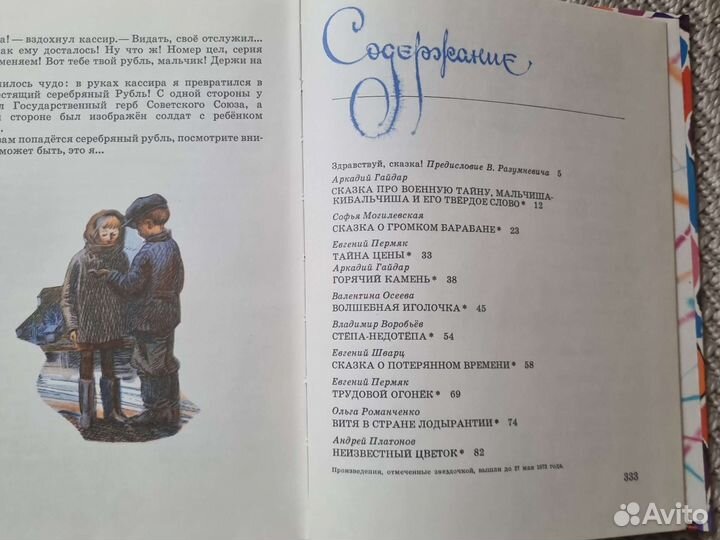 а! — вздохнул кассир. — Видать, своё отслужил...
ак ему досталось! Ну что ж! Номер цел, серия
меняем! Вот тебе твой рубль, мальчик! Держи на
илось чудо: в руках кассира я превратился в
естящий серебряный Рубль! С одной стороны у
л Государственный герб Советского Союза, а
й стороне был изображён солдат с ребёнком
.
вам попадётся серебряный рубль, посмотрите вни-
может быть, это я...
Содержание
Здравствуй, сказка! Предисловие В. Разумневича 5
Аркадий Гайдар
СКАЗКА ПРО ВОЕННУЮ ТАЙНУ, МАЛЬЧИША-
КИБАЛЬЧИША И ЕГО ТВЁРДОЕ СЛОВО* 12
Софья Могилевская
СКАЗКА О ГРОМКОМ БАРАБАНЕ* 23
Евгений Пермяк
ТАЙНА ЦЕНЫ* 33
Аркадий Гайдар
ГОРЯЧИЙ КАМЕНЬ* 38
Валентина Осеева
ВОЛШЕБНАЯ ИГОЛОЧКА* 45
Владимир Воробьёв
СТЁПА-НЕДОТЁПА* 54
Евгений Шварц
СКАЗКА О ПОТЕРЯННОМ ВРЕМЕНИ* 58
Евгений Пермяк
ТРУДОВОЙ ОГОНЁК* 69
Ольга Романченко
ВИТЯ В СТРАНЕ ЛОДЫРАНТИИ* 74
Андрей Платонов
НЕИЗВЕСТНЫЙ ЦВЕТОК* 82
Произведения, отмеченные звездочкой, вышли до 27 мая 1973 года.
333
Avito